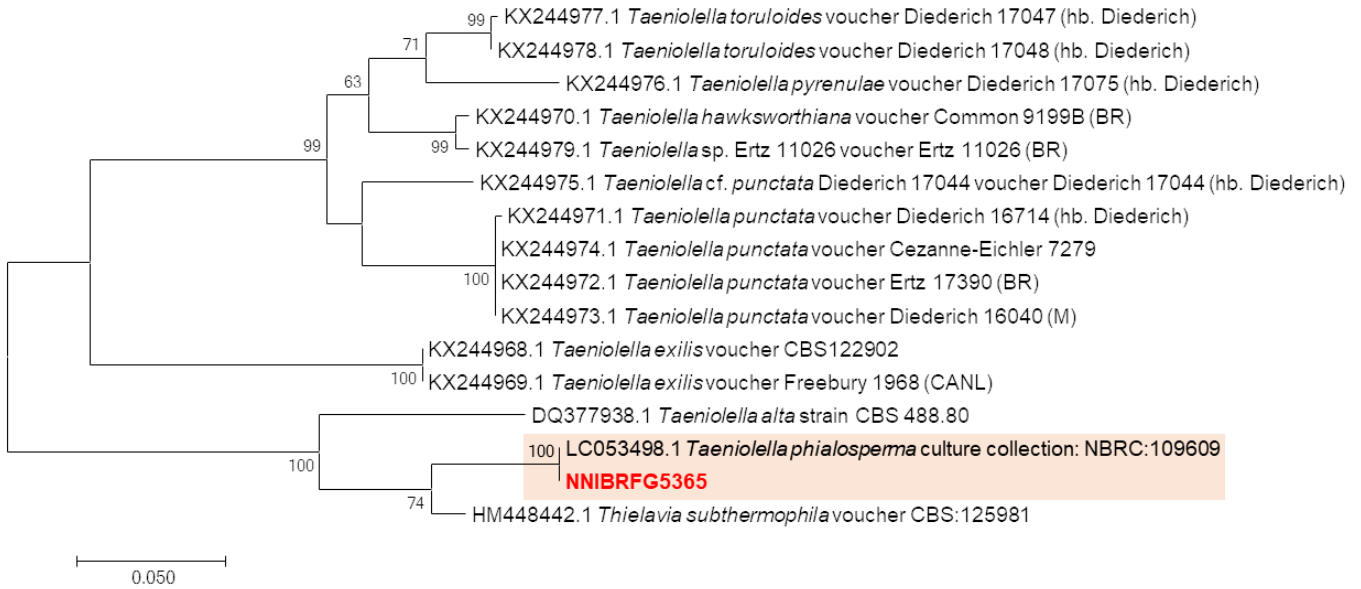 99
KX244977.1 Taeniolella toruloides voucher Diederich 17047 (hb. Diederich)
71
KX244978.1 Taeniolella toruloides voucher Diederich 17048 (hb. Diederich)
63
KX244976.1 Taeniolella pyrenulae voucher Diederich 17075 (hb. Diederich)
KX244970.1 Taeniolella hawksworthiana voucher Common 9199B (BR)
99
99
KX244979.1 Taeniolella sp. Ertz 11026 voucher Ertz 11026 (BR)
KX244975.1 Taeniolella cf. punctata Diederich 17044 voucher Diederich 17044 (hb. Diederich)
KX244971.1 Taeniolella punctata voucher Diederich 16714 (hb. Diederich)
KX244974.1 Taeniolella punctata voucher Cezanne-Eichler 7279
100
KX244972.1 Taeniolella punctata voucher Ertz 17390 (BR)
KX244973.1 Taeniolella punctata voucher Diederich 16040 (M)
KX244968.1 Taeniolella exilis voucher CBS122902
100
KX244969.1 Taeniolella exilis voucher Freebury 1968 (CANL)
DQ377938.1 Taeniolella alta strain CBS 488.80
100
LC053498.1 Taeniolella phialosperma culture collection: NBRC:109609
100
NNIBRFG5365
74
HM448442.1 Thielavia subthermophila voucher CBS:125981
0.050